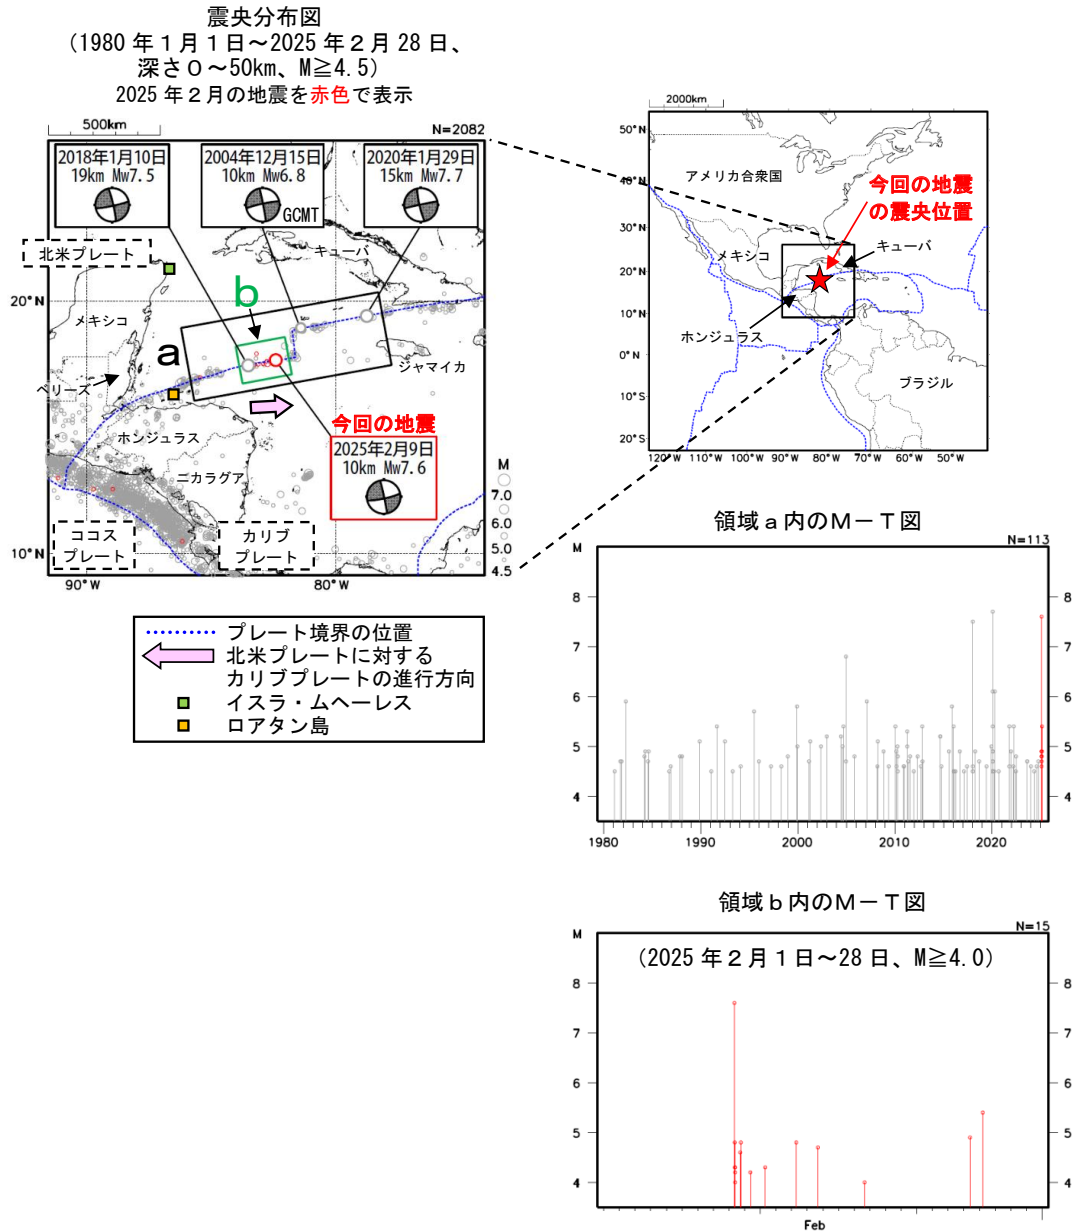 震央分布図
(1980年1月1日~2025年2月28日、
深さ0~50km、M≧4.5)
2025年2月の地震を赤色で表示
500km
N=2082
2018年1月10日
19km Mw7.5
2004年12月15日
10km Mw6.8
GCMT
2020年1月29日
15km Mw7.7
北米プレート
キューバ
20°N
メキシコ
b
a
ベリーズ
ジャマイカ
今回の地震
2025年2月9日
10km Mw7.6
ホンジュラス
ニカラグア
ココス
プレート
カリブ
プレート
10°N
90°W
80°W
M
7.0
6.0
5.0
4.5
プレート境界の位置
北米プレートに対する
カリブプレートの進行方向
イスラ・ムヘーレス
ロアタン島
2000km
50°N
40°N
30°N
20°N
10°N
0°N
10°S
20°S
120°W
100°W
80°W
60°W
40°W
アメリカ合衆国
今回の地震
の震央位置
メキシコ
キューバ
ホンジュラス
ブラジル
領域a内のM-T図
M
N=113
8
7
6
5
4
8
7
6
5
4
1980
1990
2000
2010
2020
領域b内のM-T図
M
N=15
(2025年2月1日~28日、M≧4.0)
8
7
6
5
4
8
7
6
5
4
Feb